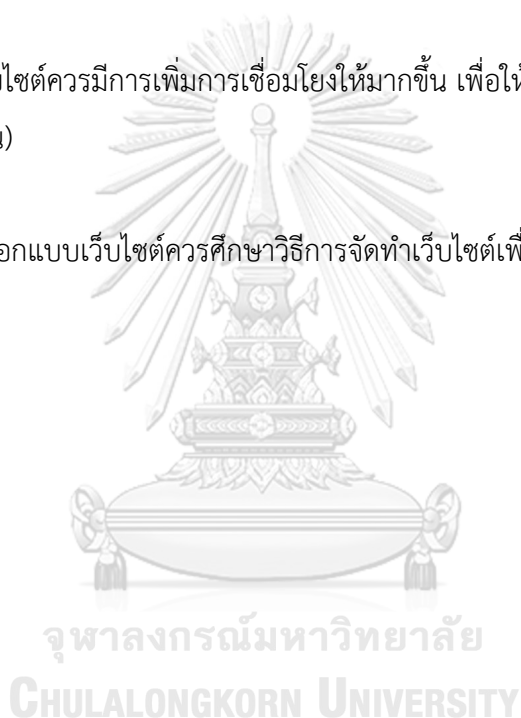 ไซต์ควรมีการเพิ่มการเชื่อมโยงให้มากขึ้น เพื่อให้
)
อกแบบเว็บไซต์ควรศึกษาวิธีการจัดทำเว็บไซต์เพื่
จุฬาลงกรณ์มหาวิทยาลัย
CHULALONGKORN UNIVERSITY